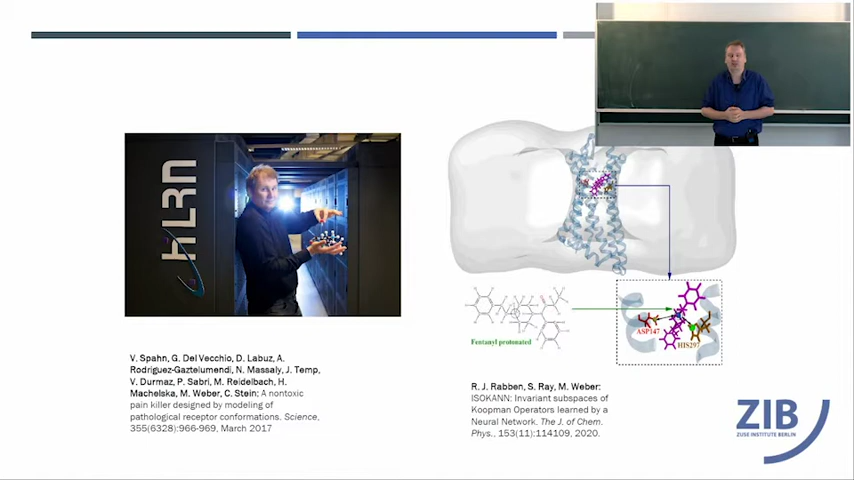 HLRN
V. Spahn, G. Del Vecchio, D. Labuz, A.
Rodriguez-Gaztelumendi, N. Massaly, J. Temp,
V. Durmaz, P. Sabri, M. Reidelbach, H.
Machelska, M. Weber, C. Stein: A nontoxic
pain killer designed by modeling of
pathological receptor conformations. Science,
355(6328):966-969, March 2017
Fentanyl protonated
ASP147
HIS297
R. J. Rabben, S. Ray, M. Weber:
ISOKANN: Invariant subspaces of
Koopman Operators learned by a
Neural Network. The J. of Chem.
Phys., 153(11):114109, 2020.
ZIB
ZUSE INSTITUTE BERLIN